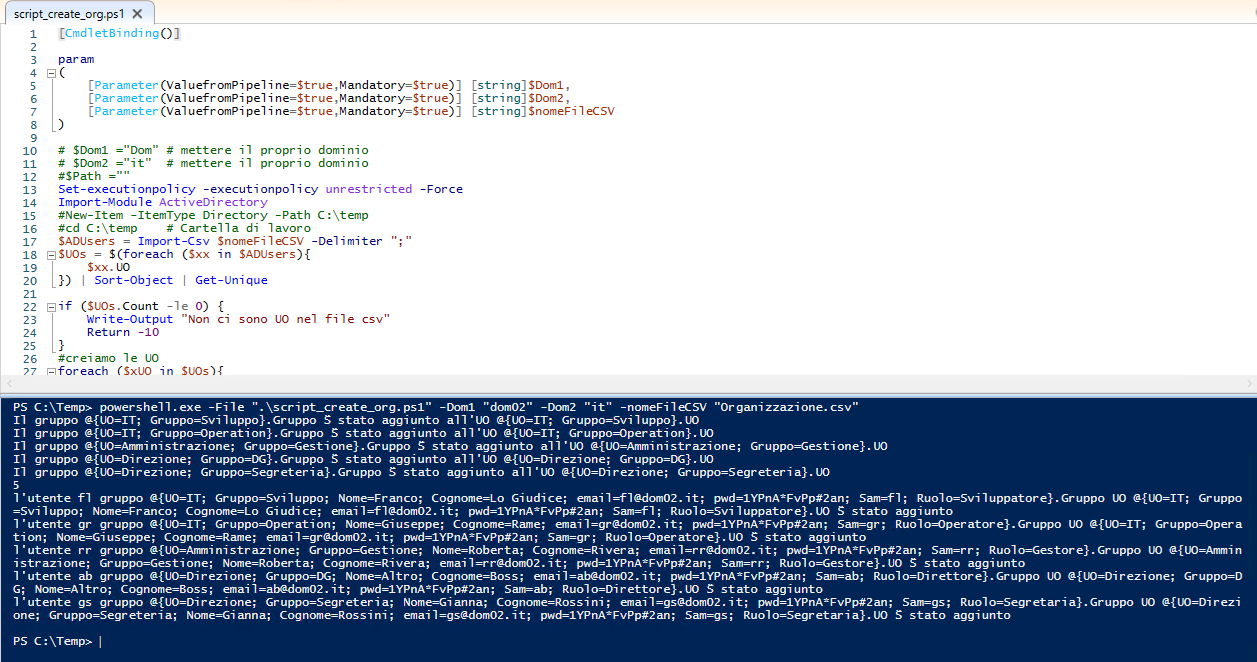 script_create_org.ps1 X
1 [CmdletBinding()]
2
3 param
4 (
5 [Parameter(ValuefromPipeline=$true,Mandatory=$true)] [string]$Dom1,
6 [Parameter(ValuefromPipeline=$true,Mandatory=$true)] [string]$Dom2,
7 [Parameter(ValuefromPipeline=$true,Mandatory=$true)] [string]$nomeFileCSV
8 )
9
10 # $Dom1 ="Dom" # mettere il proprio dominio
11 # $Dom2 ="it" # mettere il proprio dominio
12 #$Path =""
13 Set-executionpolicy -executionpolicy unrestricted -Force
14 Import-Module ActiveDirectory
15 #New-Item -ItemType Directory -Path C:\temp
16 #cd C:\temp # Cartella di lavoro
17 $ADUsers = Import-Csv $nomeFileCSV -Delimiter ";"
18 $UOs = $(foreach ($xx in $ADUsers){
19 $xx.UO
20 }) | Sort-Object | Get-Unique
21
22 if ($UOs.Count -le 0) {
23 Write-Output "Non ci sono UO nel file csv"
24 Return -10
25 }
26 #creiamo le UO
27 foreach ($xUO in $UOs){
PS C:\Temp> powershell.exe -File ".\script_create_org.ps1" -Dom1 "dom02" -Dom2 "it" -nomeFileCSV "Organizzazione.csv"
Il gruppo @{UO=IT; Gruppo=Sviluppo}.Gruppo Š stato aggiunto all'UO @{UO=IT; Gruppo=Sviluppo}.UO
Il gruppo @{UO=IT; Gruppo=Operation}.Gruppo Š stato aggiunto all'UO @{UO=IT; Gruppo=Operation}.UO
Il gruppo @{UO=Amministrazione; Gruppo=Gestione}.Gruppo Š stato aggiunto all'UO @{UO=Amministrazione; Gruppo=Gestione}.UO
Il gruppo @{UO=Direzione; Gruppo=DG}.Gruppo Š stato aggiunto all'UO @{UO=Direzione; Gruppo=DG}.UO
Il gruppo @{UO=Direzione; Gruppo=Segreteria}.Gruppo Š stato aggiunto all'UO @{UO=Direzione; Gruppo=Segreteria}.UO
5
l'utente fl gruppo @{UO=IT; Gruppo=Sviluppo; Nome=Franco; Cognome=Lo Giudice; email=fl@dom02.it; pwd=1YPnA*FvPp#2an; Sam=fl; Ruolo=Sviluppatore}.Gruppo UO @{UO=IT; Gruppo
=Sviluppo; Nome=Franco; Cognome=Lo Giudice; email=fl@dom02.it; pwd=1YPnA*FvPp#2an; Sam=fl; Ruolo=Sviluppatore}.UO Š stato aggiunto
l'utente gr gruppo @{UO=IT; Gruppo=Operation; Nome=Giuseppe; Cognome=Rame; email=gr@dom02.it; pwd=1YPnA*FvPp#2an; Sam=gr; Ruolo=Operatore}.Gruppo UO @{UO=IT; Gruppo=Opera
tion; Nome=Giuseppe; Cognome=Rame; email=gr@dom02.it; pwd=1YPnA*FvPp#2an; Sam=gr; Ruolo=Operatore}.UO Š stato aggiunto
l'utente rr gruppo @{UO=Amministrazione; Gruppo=Gestione; Nome=Roberta; Cognome=Rivera; email=rr@dom02.it; pwd=1YPnA*FvPp#2an; Sam=rr; Ruolo=Gestore}.Gruppo UO @{UO=Ammin
istrazione; Gruppo=Gestione; Nome=Roberta; Cognome=Rivera; email=rr@dom02.it; pwd=1YPnA*FvPp#2an; Sam=rr; Ruolo=Gestore}.UO Š stato aggiunto
l'utente ab gruppo @{UO=Direzione; Gruppo=DG; Nome=Altro; Cognome=Boss; email=ab@dom02.it; pwd=1YPnA*FvPp#2an; Sam=ab; Ruolo=Direttore}.Gruppo UO @{UO=Direzione; Gruppo=D
G; Nome=Altro; Cognome=Boss; email=ab@dom02.it; pwd=1YPnA*FvPp#2an; Sam=ab; Ruolo=Direttore}.UO Š stato aggiunto
l'utente gs gruppo @{UO=Direzione; Gruppo=Segreteria; Nome=Gianna; Cognome=Rossini; email=gs@dom02.it; pwd=1YPnA*FvPp#2an; Sam=gs; Ruolo=Segretaria}.Gruppo UO @{UO=Direzi
one; Gruppo=Segreteria; Nome=Gianna; Cognome=Rossini; email=gs@dom02.it; pwd=1YPnA*FvPp#2an; Sam=gs; Ruolo=Segretaria}.UO Š stato aggiunto
PS C:\Temp>